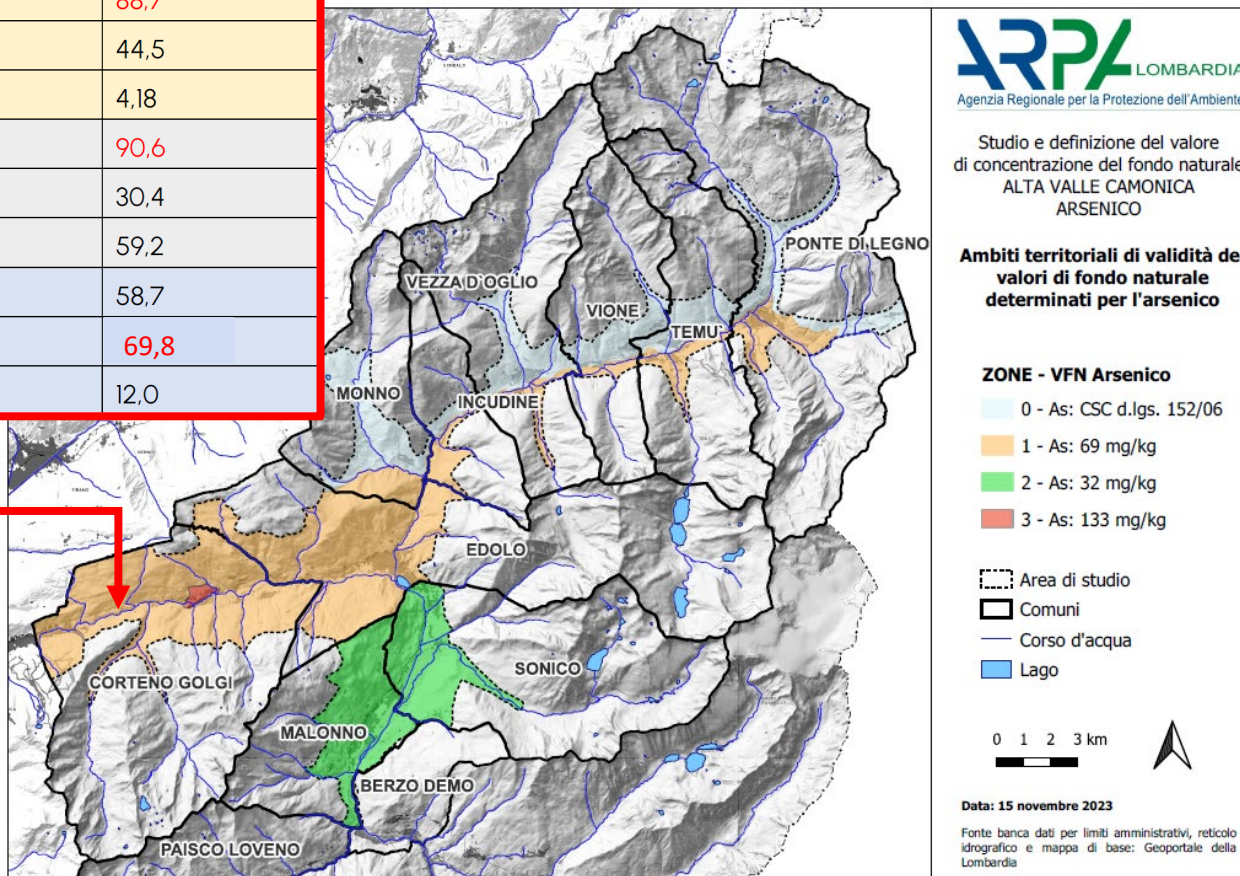 44,5
4,18
90,6
30,4
59,2
58,7
69,8
12,0
VEZZA D`OGLIO
PONTE DI LEGNO
VIONE
TEMU`
MONNO
INCUDINE
EDOLO
SONICO
CORTENO GOLGI
MALONNO
BERZO DEMO
PAISCO LOVENO
ARPA LOMBARDIA
Agenzia Regionale per la Protezione dell'Ambiente
Studio e definizione del valore
di concentrazione del fondo naturale
ALTA VALLE CAMONICA
ARSENICO
Ambiti territoriali di validità de
valori di fondo naturale
determinati per l'arsenico
ZONE - VFN Arsenico
0 - As: CSC d.lgs. 152/06
1 - As: 69 mg/kg
2 - As: 32 mg/kg
3 - As: 133 mg/kg
Area di studio
Comuni
Corso d'acqua
Lago
0 1 2 3 km
Data: 15 novembre 2023
Fonte banca dati per limiti amministrativi, reticolo
idrografico e mappa di base: Geoportale della
Lombardia